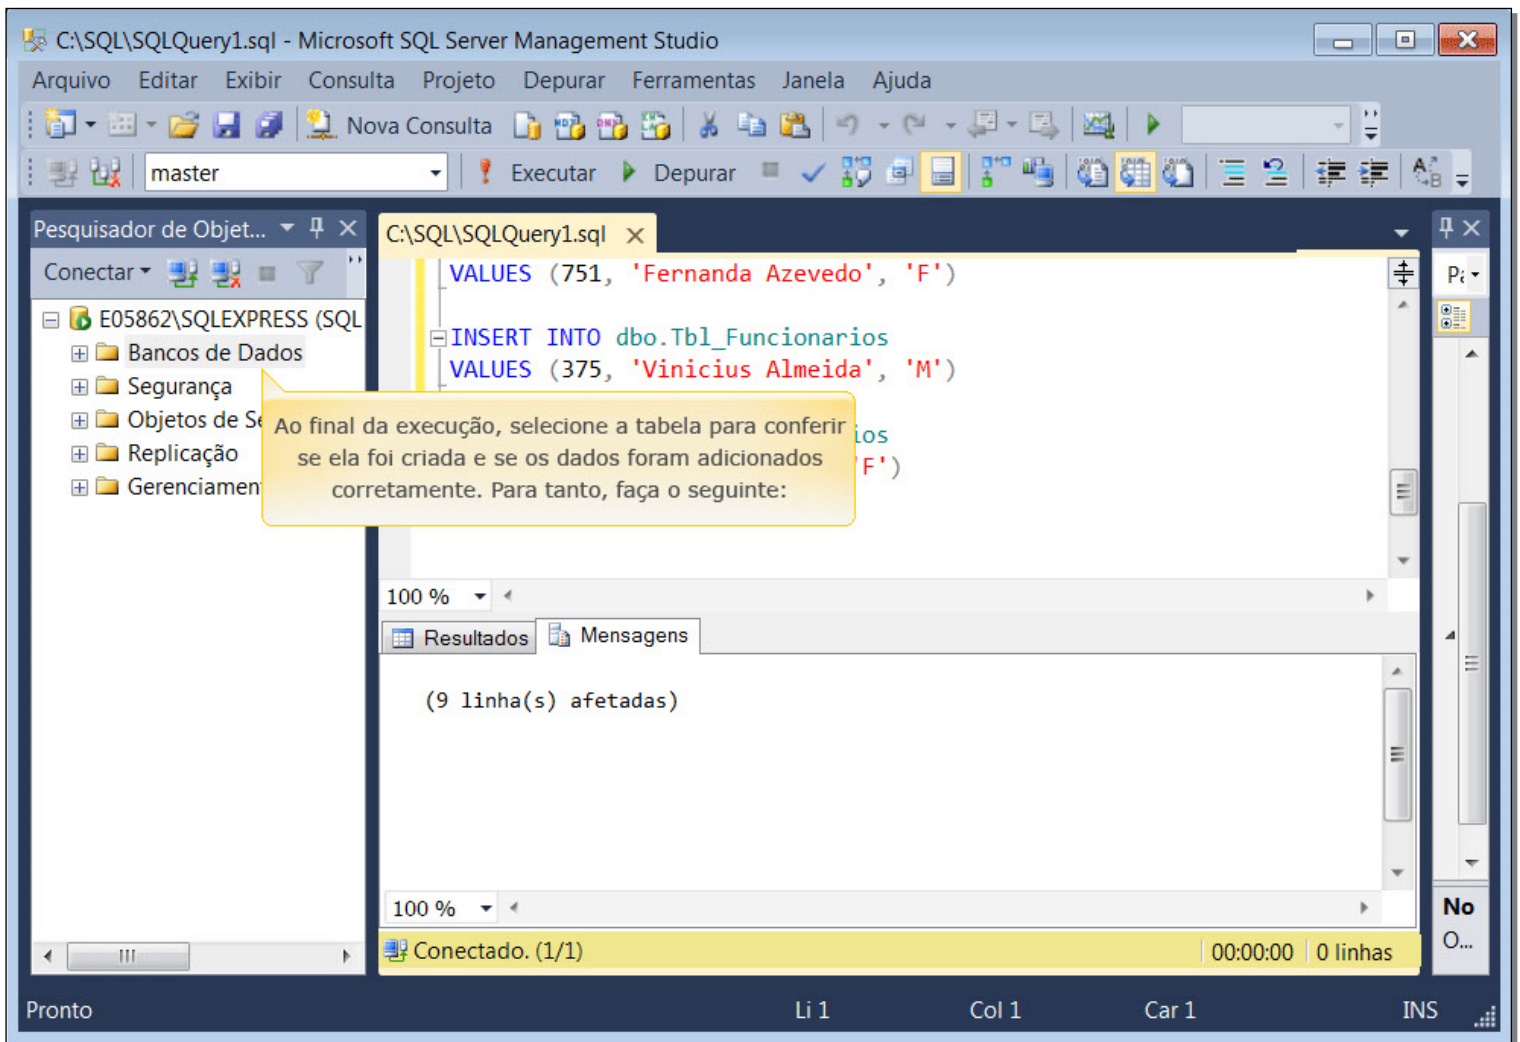 C:\SQL\SQLQuery1.sql - Microsoft SQL Server Management Studio
Arquivo Editar Exibir Consulta Projeto Depurar Ferramentas Janela Ajuda
Nova Consulta
master Executar Depurar
Pesquisador de Objet...
Conectar
E05862\SQLEXPRESS (SQL
Bancos de Dados
Segurança
Objetos de Se
Replicação
Gerenciamen
C:\SQL\SQLQuery1.sql
VALUES (751, 'Fernanda Azevedo', 'F')
INSERT INTO dbo.Tbl_Funcionarios
VALUES (375, 'Vinicius Almeida', 'M')
ios
'F')
Ao final da execução, selecione a tabela para conferir
se ela foi criada e se os dados foram adicionados
corretamente. Para tanto, faça o seguinte:
100 %
Resultados Mensagens
(9 linha(s) afetadas)
100 %
Conectado. (1/1) 00:00:00 0 linhas
No
O...
Pronto Li 1 Col 1 Car 1 INS